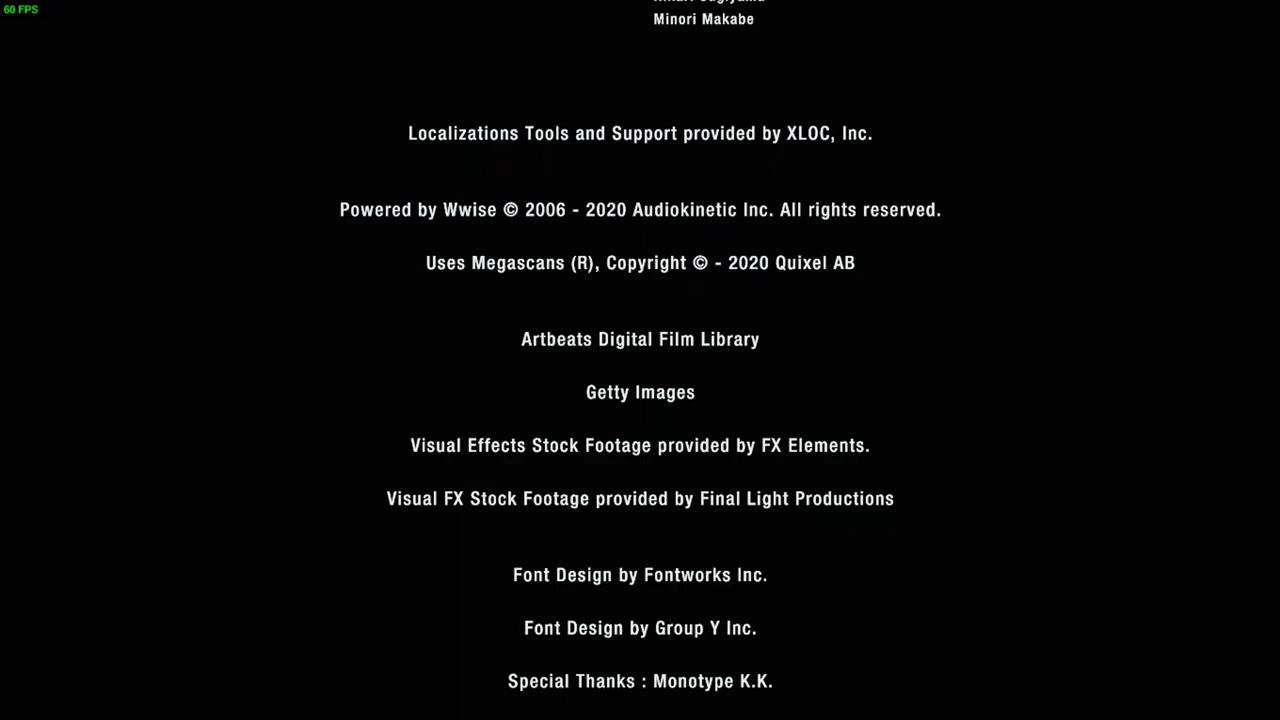 60 FPS
Minori Makabe
Localizations Tools and Support provided by XLOC, Inc.
Powered by Wwise © 2006 - 2020 Audiokinetic Inc. All rights reserved.
Uses Megascans (R), Copyright © - 2020 Quixel AB
Artbeats Digital Film Library
Getty Images
Visual Effects Stock Footage provided by FX Elements.
Visual FX Stock Footage provided by Final Light Productions
Font Design by Fontworks Inc.
Font Design by Group Y Inc.
Special Thanks : Monotype K.K.